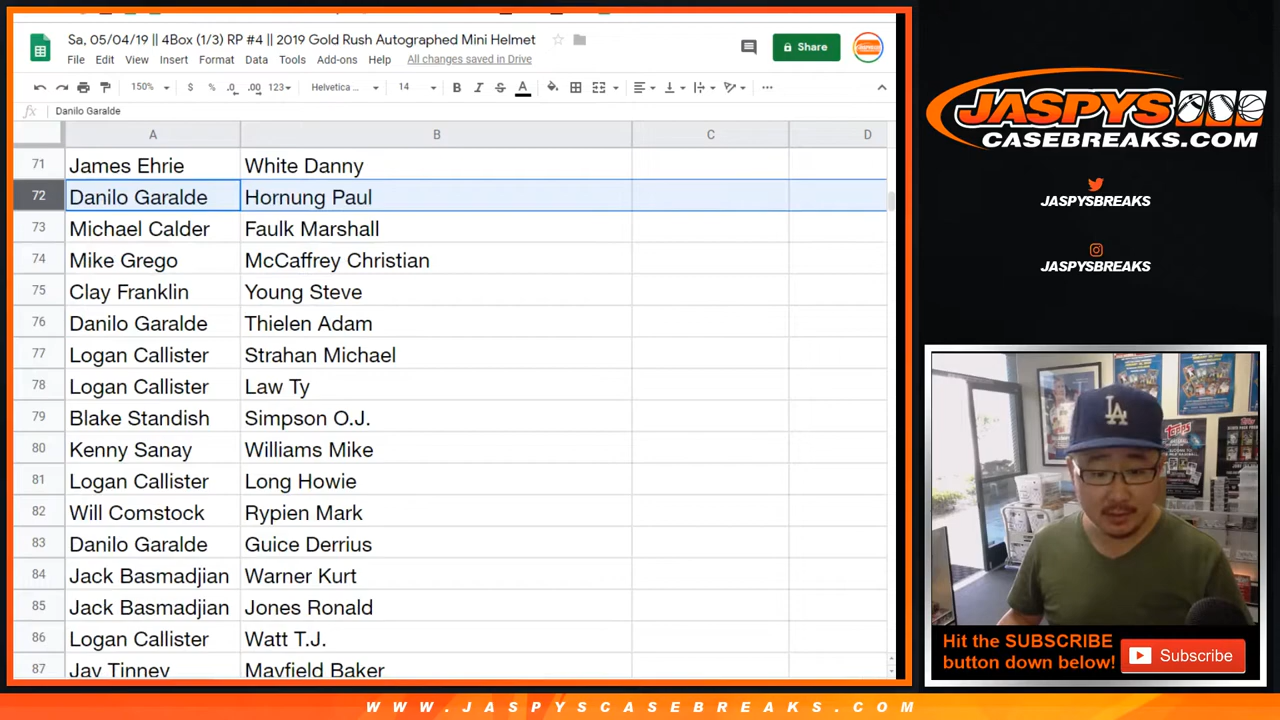 Sa, 05/04/19 || 4Box (1/3) RP #4 || 2019 Gold Rush Autographed Mini Helmet
File Edit View Insert Format Data Tools Add-ons Help All changes saved in Drive
Share
150% $ % .0 .00 123 Helvetica ... 14 B I S A
fx Danilo Garalde
A B C D
71 James Ehrie White Danny
72 Danilo Garalde Hornung Paul
73 Michael Calder Faulk Marshall
74 Mike Grego McCaffrey Christian
75 Clay Franklin Young Steve
76 Danilo Garalde Thielen Adam
77 Logan Callister Strahan Michael
78 Logan Callister Law Ty
79 Blake Standish Simpson O.J.
80 Kenny Sanay Williams Mike
81 Logan Callister Long Howie
82 Will Comstock Rypien Mark
83 Danilo Garalde Guice Derrius
84 Jack Basmadjian Warner Kurt
85 Jack Basmadjian Jones Ronald
86 Logan Callister Watt T.J.
87 Jay Tinney Mayfield Baker
JASPYS
CASEBREAKS.COM
JASPYSBREAKS
JASPYSBREAKS
LA
TOPPS
Hit the SUBSCRIBE
button down below!
Subscribe
WWW.JASPYSCASEBREAKS.COM